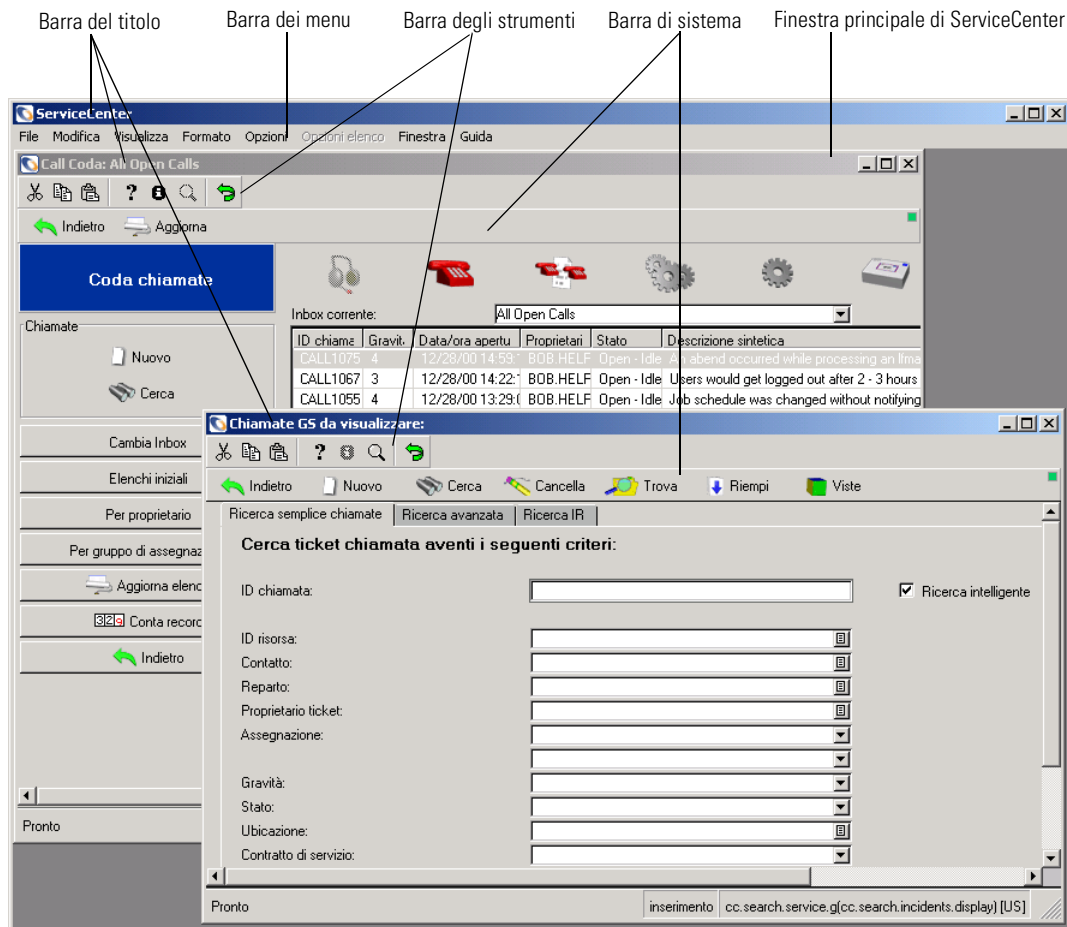 Barra del titolo Barra dei menu Barra degli strumenti Barra di sistema Finestra principale di ServiceCenter
ServiceCenter
File Modifica Visualizza Formato Opzioni Opzioni elenco Finestra Guida
Call Coda: All Open Calls
Indietro Aggiorna
Coda chiamate
Inbox corrente: All Open Calls
Chiamate
Nuovo
Cerca
ID chiama Gravit Data/ora apertu Proprietari Stato Descrizione sintetica
CALL1075 4 12/28/00 14:59: BOB.HELF Open - Idle An abend occurred while processing an lfma
CALL1067 3 12/28/00 14:22: BOB.HELF Open - Idle Users would get logged out after 2 - 3 hours
CALL1055 4 12/28/00 13:29: BOB.HELF Open - Idle Job schedule was changed without notifying
Cambia Inbox
Elenchi iniziali
Per proprietario
Per gruppo di assegnaz
Aggiorna elenc
329 Conta record
Indietro
Pronto
Chiamate GS da visualizzare:
Indietro Nuovo Cerca Cancella Trova Riempi Viste
Ricerca semplice chiamate Ricerca avanzata Ricerca IR
Cerca ticket chiamata aventi i seguenti criteri:
ID chiamata: Ricerca intelligente
ID risorsa:
Contatto:
Reparto:
Proprietario ticket:
Assegnazione:
Gravità:
Stato:
Ubicazione:
Contratto di servizio:
Pronto inserimento cc.search.service.g(cc.search.incidents.display) [US]